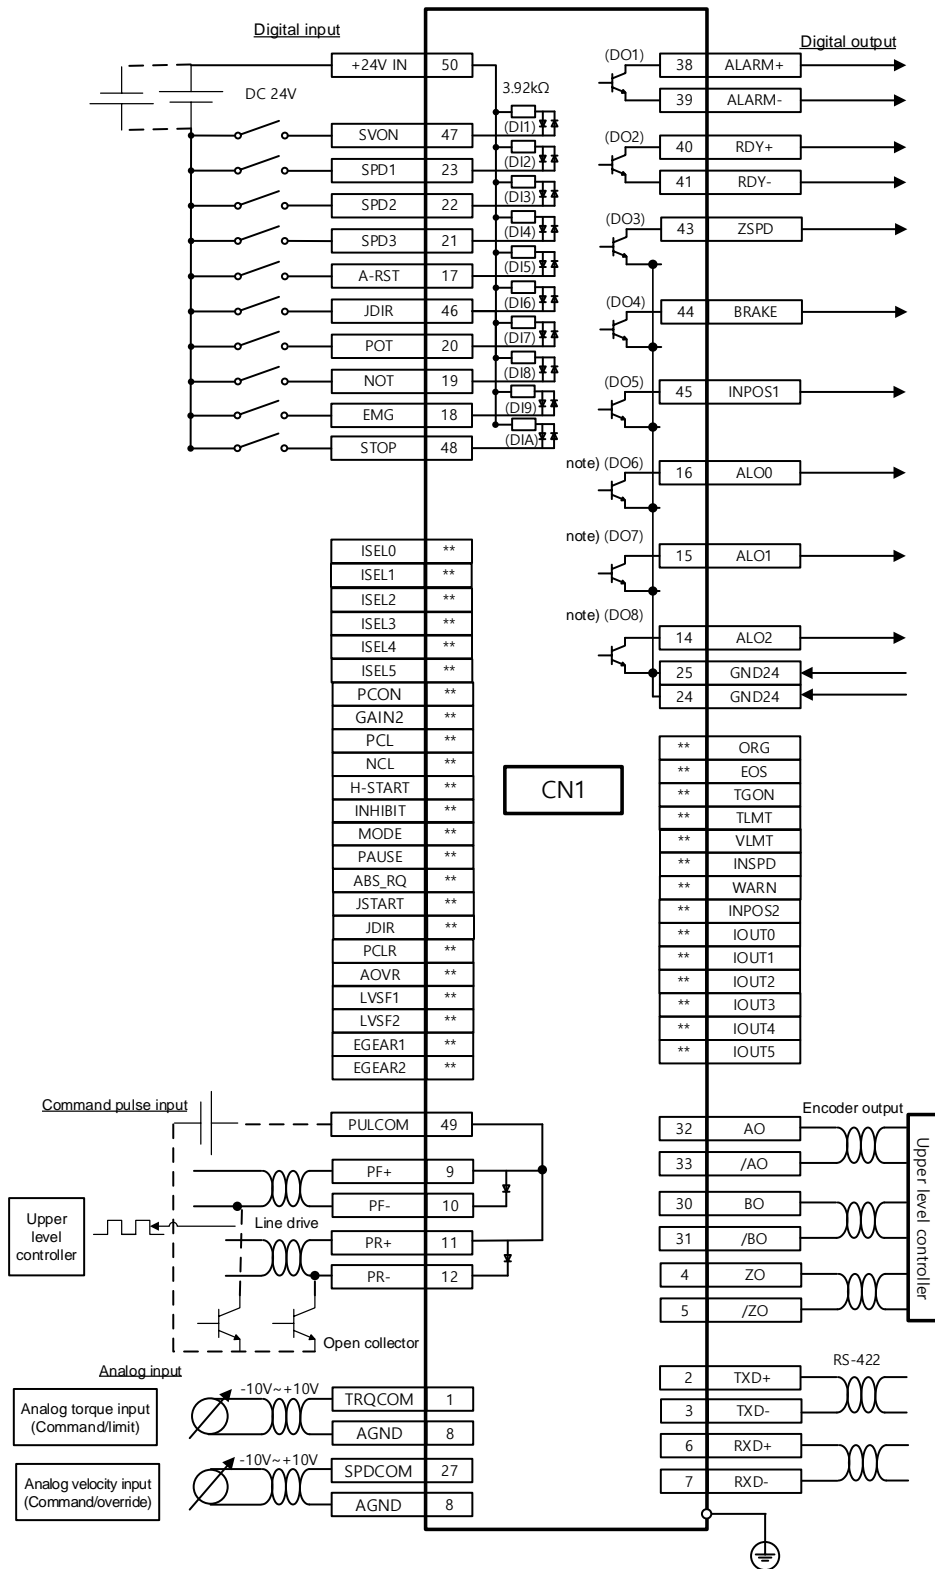 Digital input
Digital output
+24V IN 50
DC 24V
3.92kΩ
SVON 47 (DI1)
SPD1 23 (DI2)
SPD2 22 (DI3)
SPD3 21 (DI4)
A-RST 17 (DI5)
JDIR 46 (DI6)
POT 20 (DI7)
NOT 19 (DI8)
EMG 18 (DI9)
STOP 48 (DIA)
(DO1) 38 ALARM+
39 ALARM-
(DO2) 40 RDY+
41 RDY-
(DO3) 43 ZSPD
(DO4) 44 BRAKE
(DO5) 45 INPOS1
note) (DO6) 16 ALO0
note) (DO7) 15 ALO1
note) (DO8) 14 ALO2
25 GND24
24 GND24
ISEL0 **
ISEL1 **
ISEL2 **
ISEL3 **
ISEL4 **
ISEL5 **
PCON **
GAIN2 **
PCL **
NCL **
H-START **
INHIBIT **
MODE **
PAUSE **
ABS_RQ **
JSTART **
JDIR **
PCLR **
AOVR **
LVSF1 **
LVSF2 **
EGEAR1 **
EGEAR2 **
CN1
** ORG
** EOS
** TGON
** TLMT
** VLMT
** INSPD
** WARN
** INPOS2
** IOUT0
** IOUT1
** IOUT2
** IOUT3
** IOUT4
** IOUT5
Command pulse input
PULCOM 49
PF+ 9
PF- 10
Line drive
PR+ 11
PR- 12
Upper
level
controller
Open collector
Encoder output
32 AO
33 /AO
30 BO
31 /BO
4 ZO
5 /ZO
Upper level controller
Analog input
Analog torque input
(Command/limit)
-10V~+10V
TRQCOM 1
AGND 8
Analog velocity input
(Command/override)
-10V~+10V
SPDCOM 27
AGND 8
RS-422
2 TXD+
3 TXD-
6 RXD+
7 RXD-